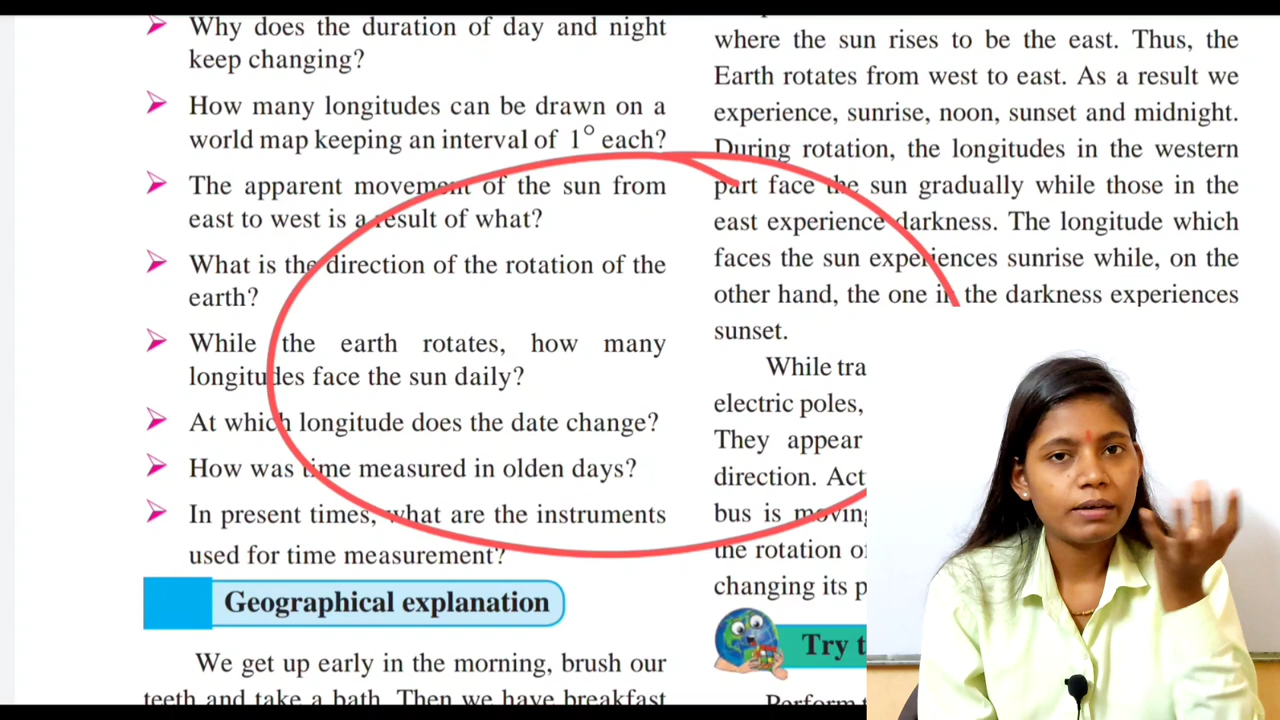 Why does the duration of day and night
keep changing?
How many longitudes can be drawn on a
world map keeping an interval of 1° each?
The apparent movement of the sun from
east to west is a result of what?
What is the direction of the rotation of the
earth?
While the earth rotates, how many
longitudes face the sun daily?
At which longitude does the date change?
How was time measured in olden days?
In present times, what are the instruments
used for time measurement?
Geographical explanation
We get up early in the morning, brush our
teeth and take a bath. Then we have breakfast
where the sun rises to be the east. Thus, the
Earth rotates from west to east. As a result we
experience, sunrise, noon, sunset and midnight.
During rotation, the longitudes in the western
part face the sun gradually while those in the
east experience darkness. The longitude which
faces the sun experiences sunrise while, on the
other hand, the one in the darkness experiences
sunset.
While tra
electric poles,
They appear
direction. Act
bus is moving
the rotation o
changing its p
Try t
Perform